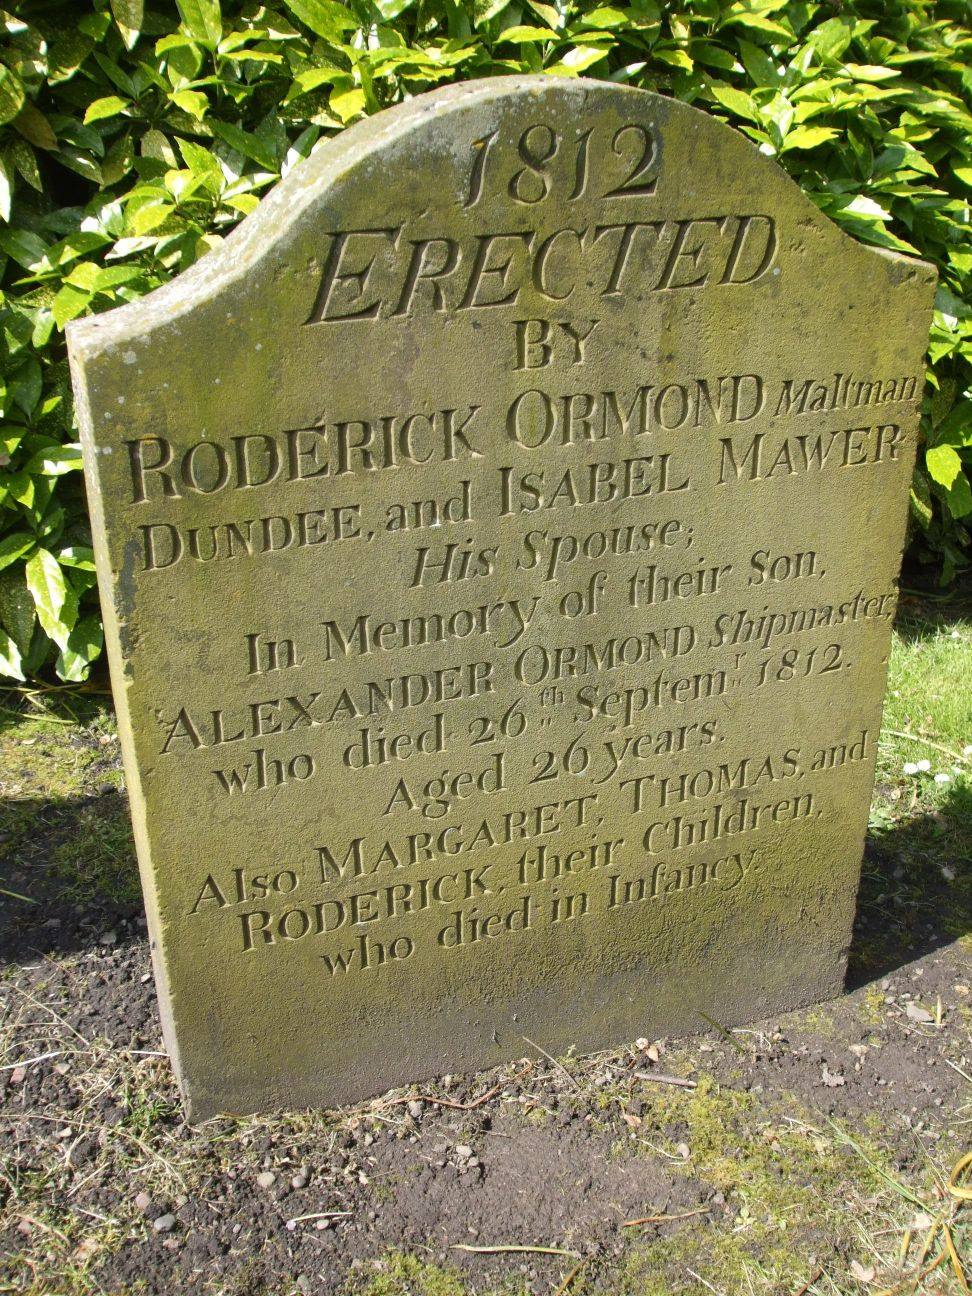 1812
ERECTED
BY
RODERICK ORMOND Maltman
DUNDEE, and ISABEL MAWER
His Spouse;
In Memory of their Son,
ALEXANDER ORMOND Shipmaster,
who died 26th Septemr 1812.
Aged 26 years.
Also MARGARET, THOMAS, and
RODERICK, their Children,
who died in Infancy.